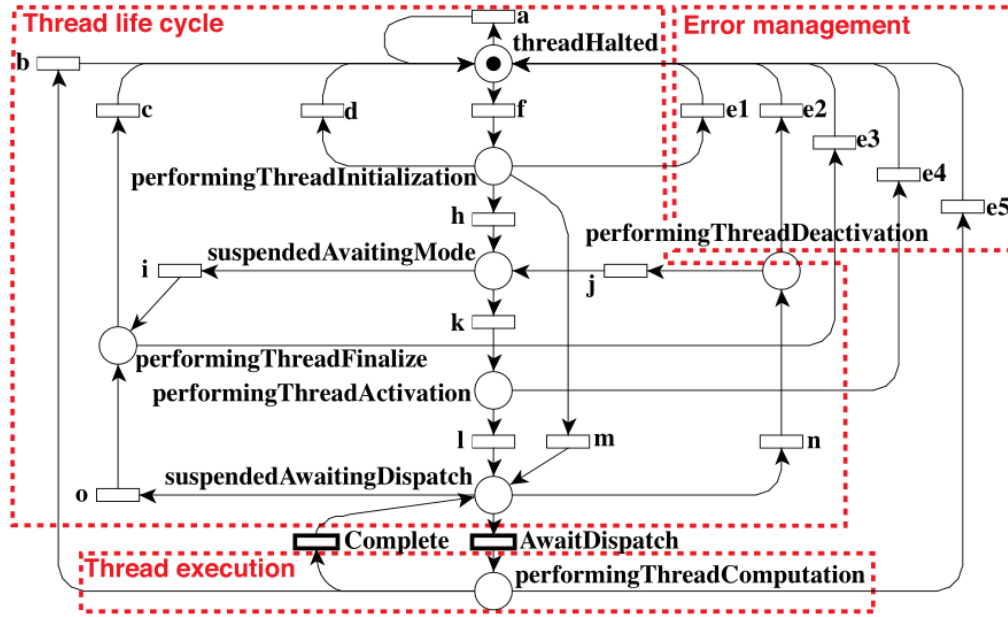 Thread life cycle
a
Error management
threadHalted
b
c
d
f
e1
e2
e3
e4
performingThreadInitialization
e5
h
performingThreadDeactivation
suspendedAvaitingMode
i
j
k
performingThreadFinalize
performingThreadActivation
l
m
n
suspendedAwaitingDispatch
o
Complete
AwaitDispatch
Thread execution
performingThreadComputation